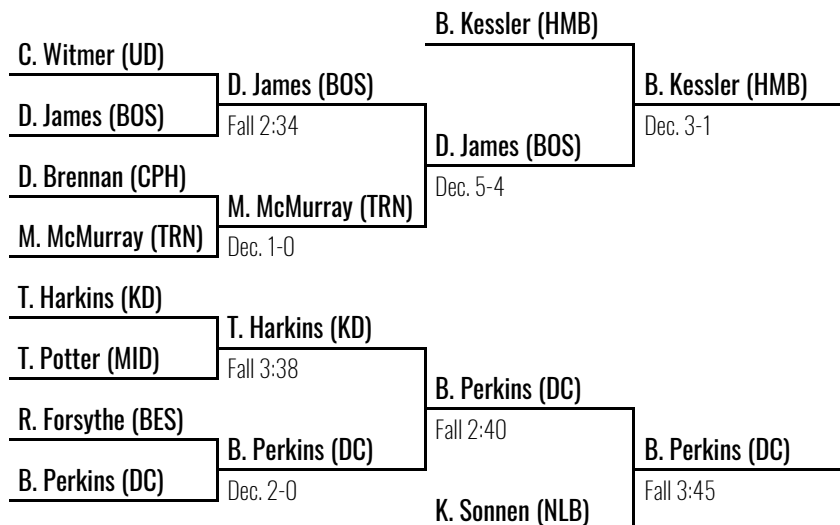 C. Witmer (UD)
D. James (BOS)
D. Brennan (CPH)
M. McMurray (TRN)
T. Harkins (KD)
T. Potter (MID)
R. Forsythe (BES)
B. Perkins (DC)
D. James (BOS)
Fall 2:34
M. McMurray (TRN)
Dec. 1-0
T. Harkins (KD)
Fall 3:38
B. Perkins (DC)
Dec. 2-0
B. Kessler (HMB)
D. James (BOS)
Dec. 5-4
B. Perkins (DC)
Fall 2:40
K. Sonnen (NLB)
B. Kessler (HMB)
Dec. 3-1
B. Perkins (DC)
Fall 3:45